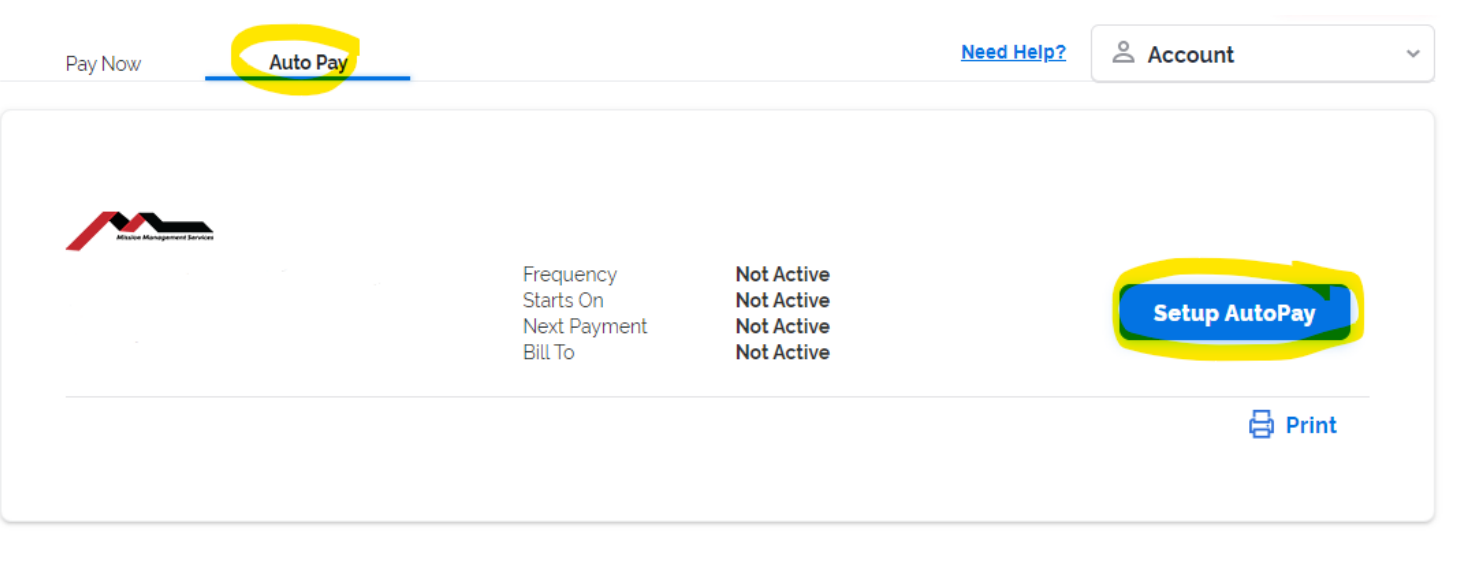 Pay Now
Auto Pay
Need Help?
Account
Mission Management Services
Frequency Not Active
Starts On Not Active
Next Payment Not Active
Bill To Not Active
Setup AutoPay
Print